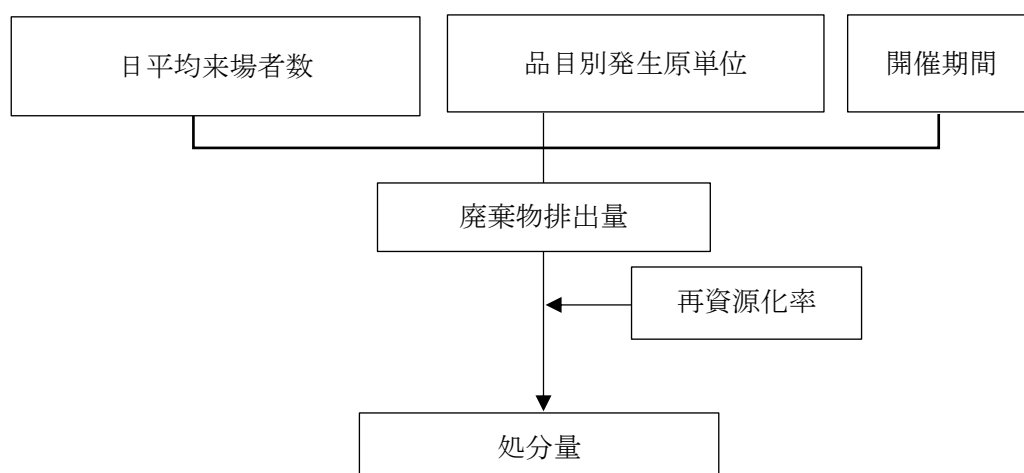 日平均来場者数
品目別発生原単位
開催期間
廃棄物排出量
再資源化率
処分量